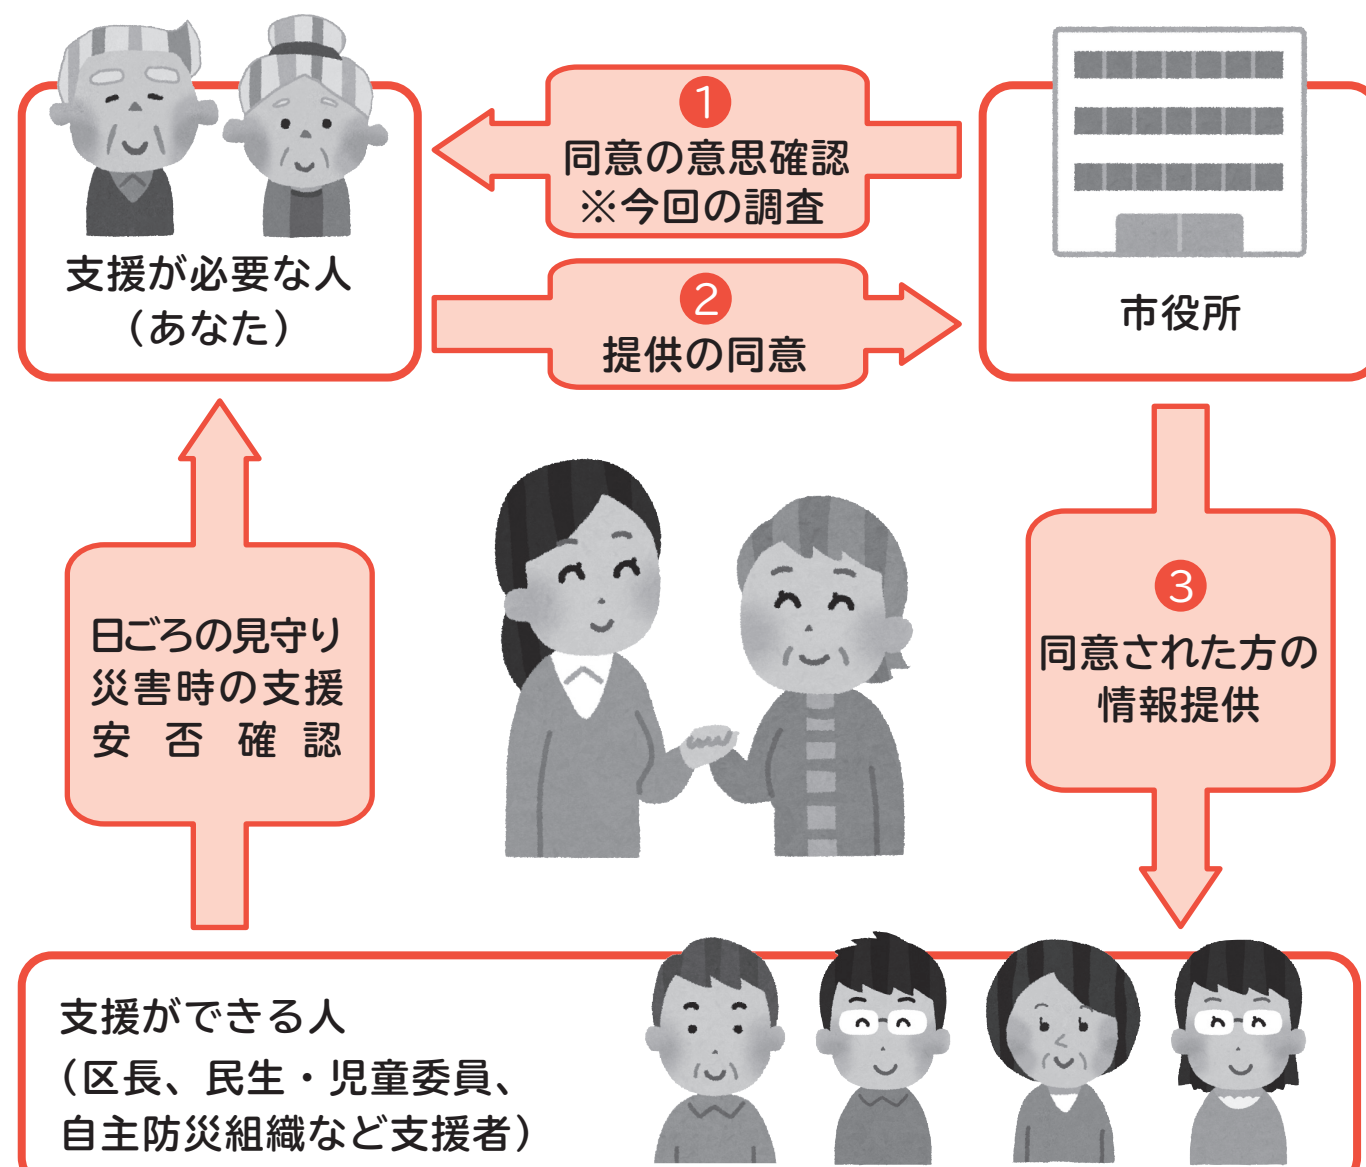 支援が必要な人
（あなた）
1
同意の意思確認
※今回の調査
2
提供の同意
市役所
3
同意された方の
情報提供
日ごろの見守り
災害時の支援
安否確認
支援ができる人
（区長、民生・児童委員、
自主防災組織など支援者）